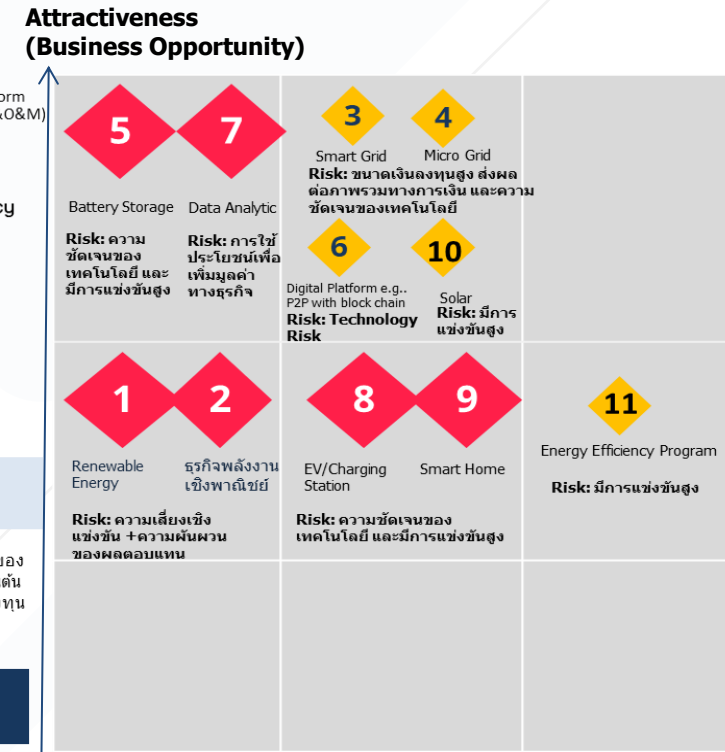 Attractiveness
(Business Opportunity)
orm
&O&M)
cy
5
7
3
4
Smart Grid
Micro Grid
Risk: ขนาดเงินลงทุนสูง ส่งผล
ต่อภาพรวมทางการเงิน และความ
ชัดเจนของเทคโนโลยี
Battery Storage
Data Analytic
Risk: ความ
ชัดเจนของ
เทคโนโลยี และ
มีการแข่งขันสูง
Risk: การใช้
ประโยชน์เพื่อ
เพิ่มมูลค่า
ทางธุรกิจ
6
10
Digital Platform e.g..
P2P with block chain
Risk: Technology
Risk
Solar
Risk: มีการ
แข่งขันสูง
1
2
8
9
11
Renewable
Energy
ธุรกิจพลังงาน
เชิงพาณิชย์
Risk: ความเสี่ยงเชิง
แข่งขัน +ความผันผวน
ของผลตอบแทน
EV/Charging
Station
Smart Home
Risk: ความชัดเจนของ
เทคโนโลยี และมีการแข่งขันสูง
Energy Efficiency Program
Risk: มีการแข่งขันสูง
ของ
ต้น
ทุน